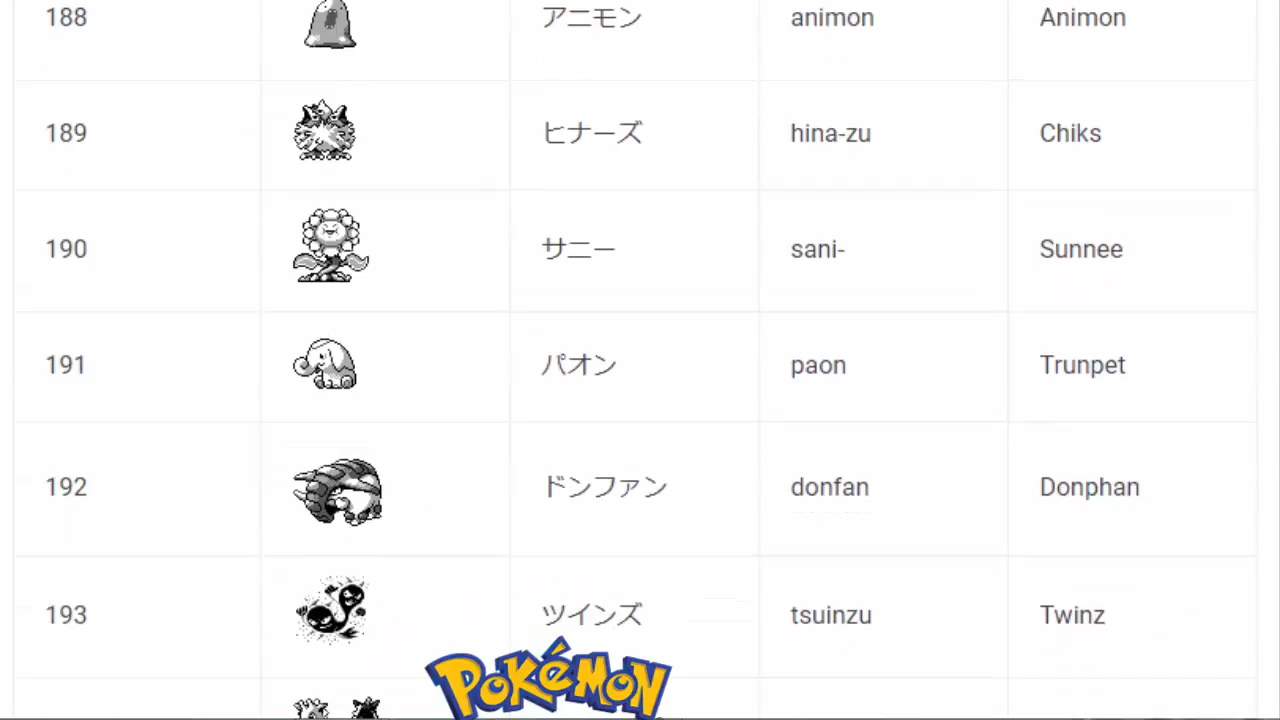 188 アニモン animon Animon
189 ヒナーズ hina-zu Chiks
190 サニー sani- Sunnee
191 パオン paon Trunpet
192 ドンファン donfan Donphan
193 ツインズ tsuinzu Twinz
POKéMON